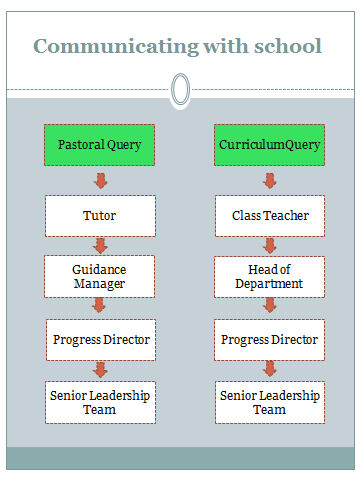 Communicating with school
Pastoral Query
CurriculumQuery
Tutor
Class Teacher
Guidance
Manager
Head of
Department
Progress Director
Progress Director
Senior Leadership
Team
Senior Leadership
Team